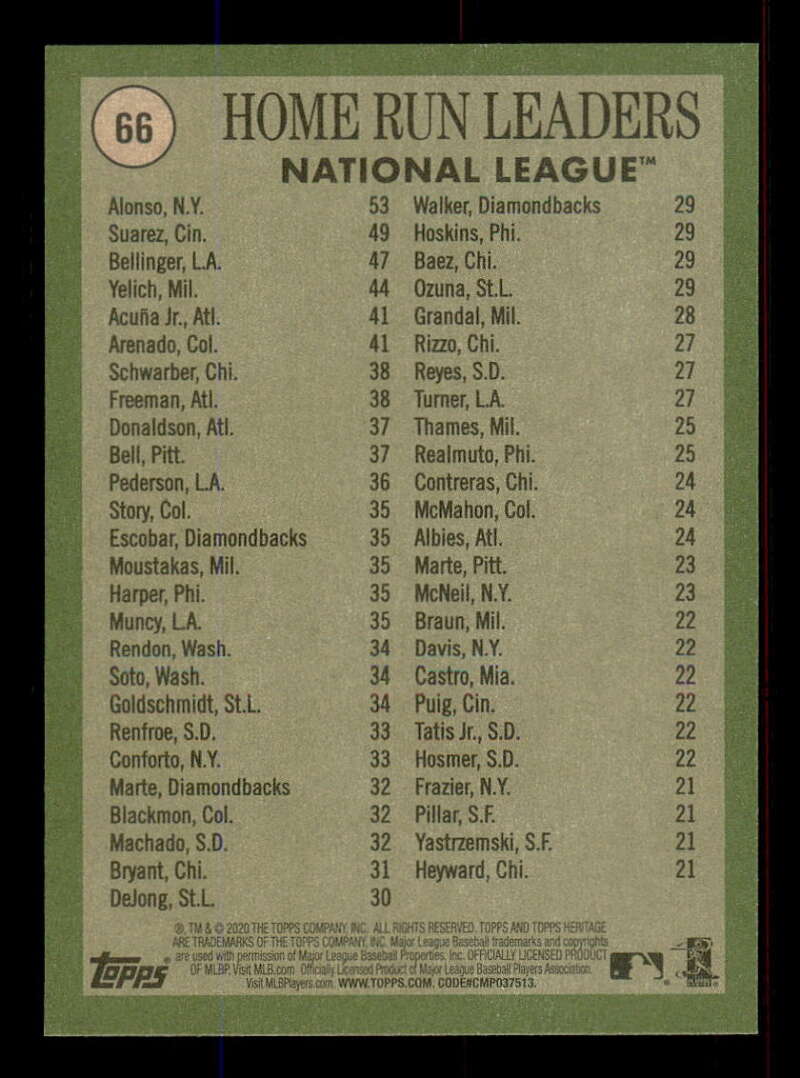 66
HOME RUN LEADERS
NATIONAL LEAGUE™
Alonso, N.Y. 53
Suarez, Cin. 49
Bellinger, L.A. 47
Yelich, Mil. 44
Acuña Jr., Atl. 41
Arenado, Col. 41
Schwarber, Chi. 38
Freeman, Atl. 38
Donaldson, Atl. 37
Bell, Pitt. 37
Pederson, L.A. 36
Story, Col. 35
Escobar, Diamondbacks 35
Moustakas, Mil. 35
Harper, Phi. 35
Muncy, L.A. 35
Rendon, Wash. 34
Soto, Wash. 34
Goldschmidt, St.L. 34
Renfroe, S.D. 33
Conforto, N.Y. 33
Marte, Diamondbacks 32
Blackmon, Col. 32
Machado, S.D. 32
Bryant, Chi. 31
DeJong, St.L. 30
Walker, Diamondbacks 29
Hoskins, Phi. 29
Baez, Chi. 29
Ozuna, St.L. 29
Grandal, Mil. 28
Rizzo, Chi. 27
Reyes, S.D. 27
Turner, L.A. 27
Thames, Mil. 25
Realmuto, Phi. 25
Contreras, Chi. 24
McMahon, Col. 24
Albies, Atl. 24
Marte, Pitt. 23
McNeil, N.Y. 23
Braun, Mil. 22
Davis, N.Y. 22
Castro, Mia. 22
Puig, Cin. 22
Tatis Jr., S.D. 22
Hosmer, S.D. 22
Frazier, N.Y. 21
Pillar, S.F. 21
Yastrzemski, S.F. 21
Heyward, Chi. 21
®, TM & © 2020 THE TOPPS COMPANY, INC. ALL RIGHTS RESERVED. TOPPS AND TOPPS HERITAGE
ARE TRADEMARKS OF THE TOPPS COMPANY, INC. Major League Baseball trademarks and copyrights
are used with permission of Major League Baseball Properties, Inc. OFFICIALLY LICENSED PRODUCT
OF MLBP. Visit MLB.com Officially Licensed Product of Major League Baseball Players Association.
Visit MLBPlayers.com. WWW.TOPPS.COM. CODE#CMP037513.
TOPPS®